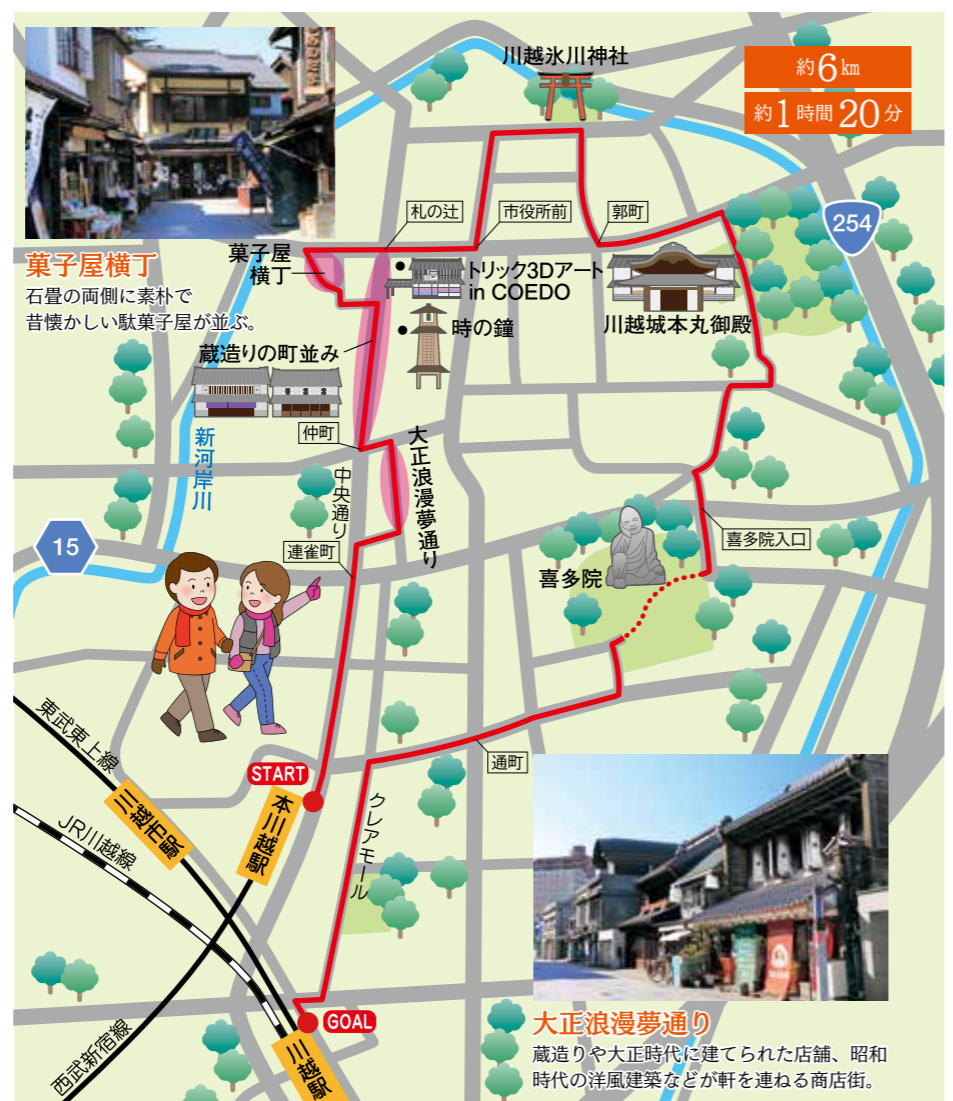 川越氷川神社
約6㎞
約1時間20分
254
札の辻
市役所前
郭町
菓子屋横丁
石畳の両側に素朴で
昔懐かしい駄菓子屋が並ぶ。
菓子屋
横丁
トリック3Dアート
in COEDO
川越城本丸御殿
時の鐘
蔵造りの町並み
新河岸川
仲町
中央通り
大正浪漫夢通り
15
連雀町
喜多院
喜多院入口
東武東上線
川越市駅
JR川越線
START
本川越駅
通町
クレアモール
西武新宿線
GOAL
川越駅
大正浪漫夢通り
蔵造りや大正時代に建てられた店舗、昭和
時代の洋風建築などが軒を連ねる商店街。